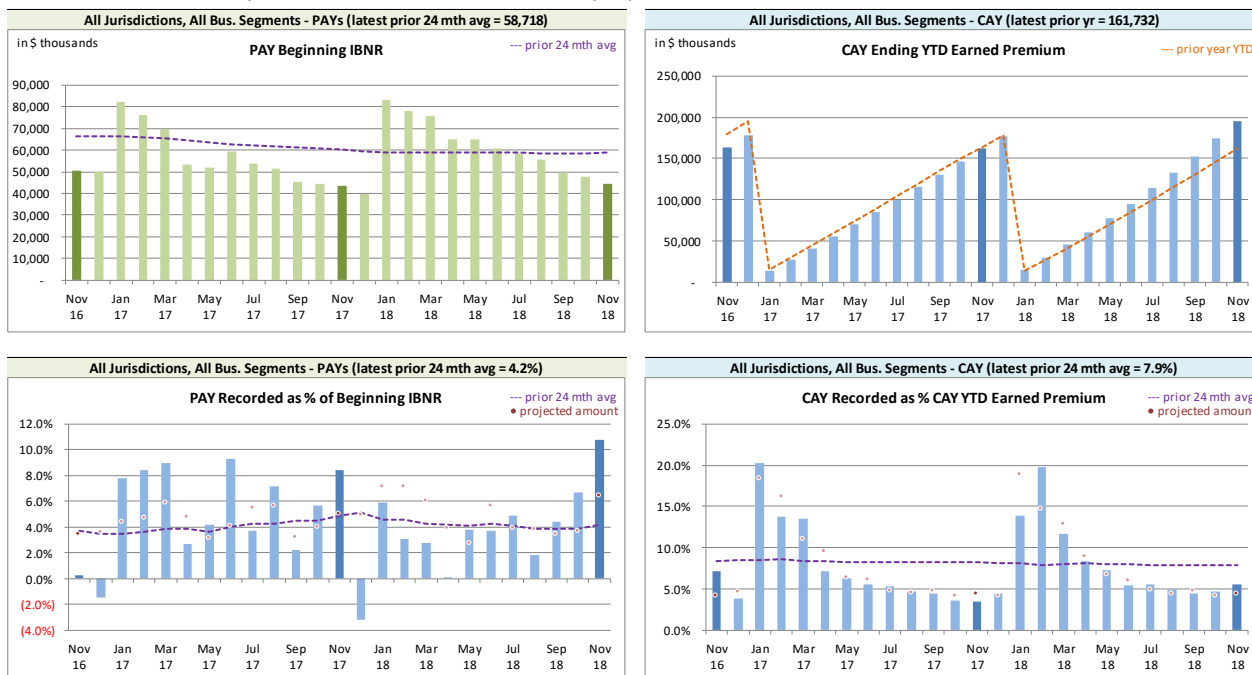 All Jurisdictions, All Bus. Segments - PAYs (latest prior 24 mth avg = 58,718)
in $ thousands
PAY Beginning IBNR
--- prior 24 mth avg
90,000
80,000
70,000
60,000
50,000
40,000
30,000
20,000
10,000
-
Nov Jan Mar May Jul Sep Nov Jan Mar May Jul Sep Nov
16 17 17 17 17 17 17 18 18 18 18 18 18
All Jurisdictions, All Bus. Segments - CAY (latest prior yr = 161,732)
in $ thousands
CAY Ending YTD Earned Premium
--- prior year YTD
250,000
200,000
150,000
100,000
50,000
-
Nov Jan Mar May Jul Sep Nov Jan Mar May Jul Sep Nov
16 17 17 17 17 17 17 18 18 18 18 18 18
All Jurisdictions, All Bus. Segments - PAYs (latest prior 24 mth avg = 4.2%)
PAY Recorded as % of Beginning IBNR
--- prior 24 mth avg
• projected amount
12.0%
10.0%
8.0%
6.0%
4.0%
2.0%
0.0%
(2.0%)
(4.0%)
Nov Jan Mar May Jul Sep Nov Jan Mar May Jul Sep Nov
16 17 17 17 17 17 17 18 18 18 18 18 18
All Jurisdictions, All Bus. Segments - CAY (latest prior 24 mth avg = 7.9%)
CAY Recorded as % CAY YTD Earned Premium
--- prior 24 mth avg
• projected amount
25.0%
20.0%
15.0%
10.0%
5.0%
0.0%
Nov Jan Mar May Jul Sep Nov Jan Mar May Jul Sep Nov
16 17 17 17 17 17 17 18 18 18 18 18 18